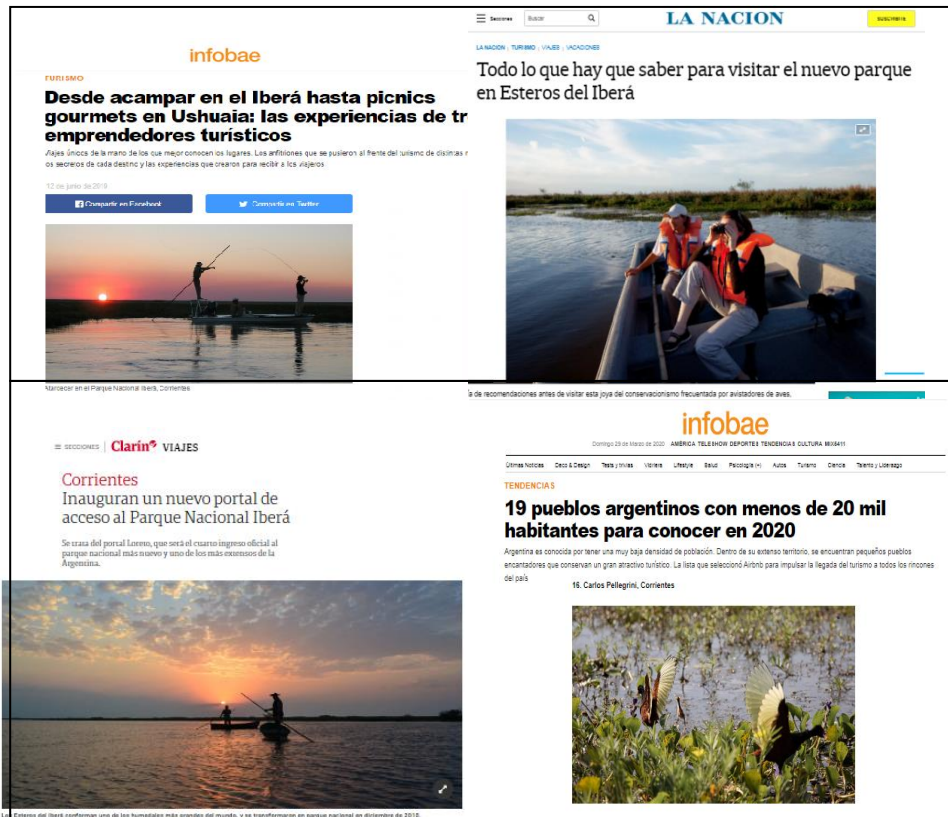 infobae
TURISMO
Desde acampar en el Iberá hasta picnics
gourmets en Ushuaia: las experiencias de tr
emprendedores turísticos
Viajes únicos de la mano de los que mejor conocen los lugares. Los anfitriones que se pusieron al frente del turismo de distintas r
os secretos de cada destino y las experiencias que crearon para recibir a los viajeros
12 de junio de 2019
Compartir en Facebook
Compartir en Twitter
Atardecer en el Parque Nacional Iberá, Corrientes
Secciones
Buscar
LA NACION
SUSCRIBITE
LA NACION | TURISMO | VIAJES | VACACIONES
Todo lo que hay que saber para visitar el nuevo parque
en Esteros del Iberá
ía de recomendaciones antes de visitar esta joya del conservacionismo frecuentada por avistadores de aves.
SECCIONES | Clarín VIAJES
Corrientes
Inauguran un nuevo portal de
acceso al Parque Nacional Iberá
Se trata del portal Loreto, que será el cuarto ingreso oficial al
parque nacional más nuevo y uno de los más extensos de la
Argentina.
Los Esteros del Iberá conforman uno de los humedales más grandes del mundo, y se transformaron en parque nacional en diciembre de 2018.
infobae
Domingo 29 de Marzo de 2020 AMÉRICA TELESHOW DEPORTES TENDENCIAS CULTURA MIX5411
Últimas Noticias Deco & Design Tests y trivias Vidriera Lifestyle Salud Psicología (+) Autos Turismo Ciencia Talento y Liderazgo
TENDENCIAS
19 pueblos argentinos con menos de 20 mil
habitantes para conocer en 2020
Argentina es conocida por tener una muy baja densidad de población. Dentro de su extenso territorio, se encuentran pequeños pueblos
encantadores que conservan un gran atractivo turístico. La lista que seleccionó Airbnb para impulsar la llegada del turismo a todos los rincones
del país
16. Carlos Pellegrini, Corrientes